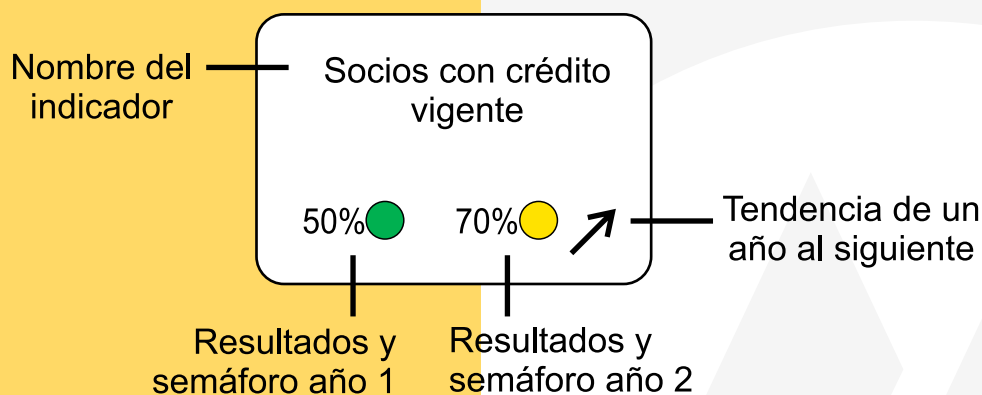 Nombre del
indicador
Socios con crédito
vigente
50%
70%
Tendencia de un
año al siguiente
Resultados y
semáforo año 1
Resultados y
semáforo año 2